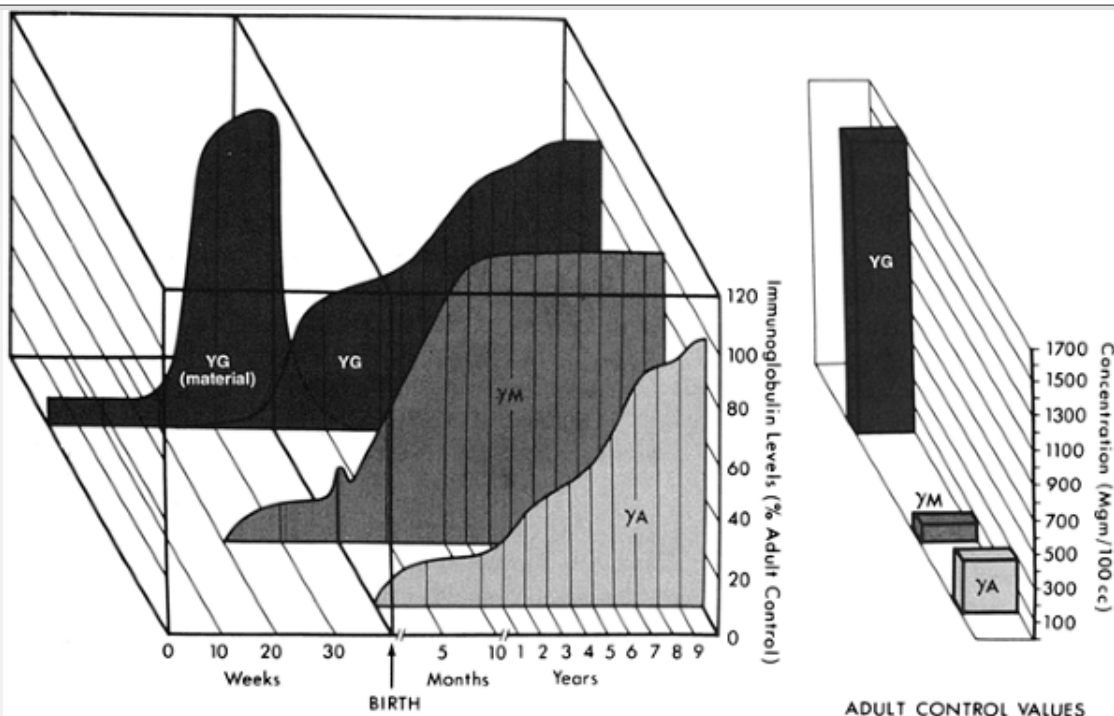 YG
(material)
YG
γM
γA
0 10 20 30
Weeks
BIRTH
5 10
Months
1 2 3 4 5 6 7 8 9
Years
120
100
80
60
40
20
0
Immunoglobulin Levels (% Adult Control)
YG
γM
γA
1700
1500
1300
1100
900
700
500
300
100
Concentration (Mgm/100 cc)
ADULT CONTROL VALUES